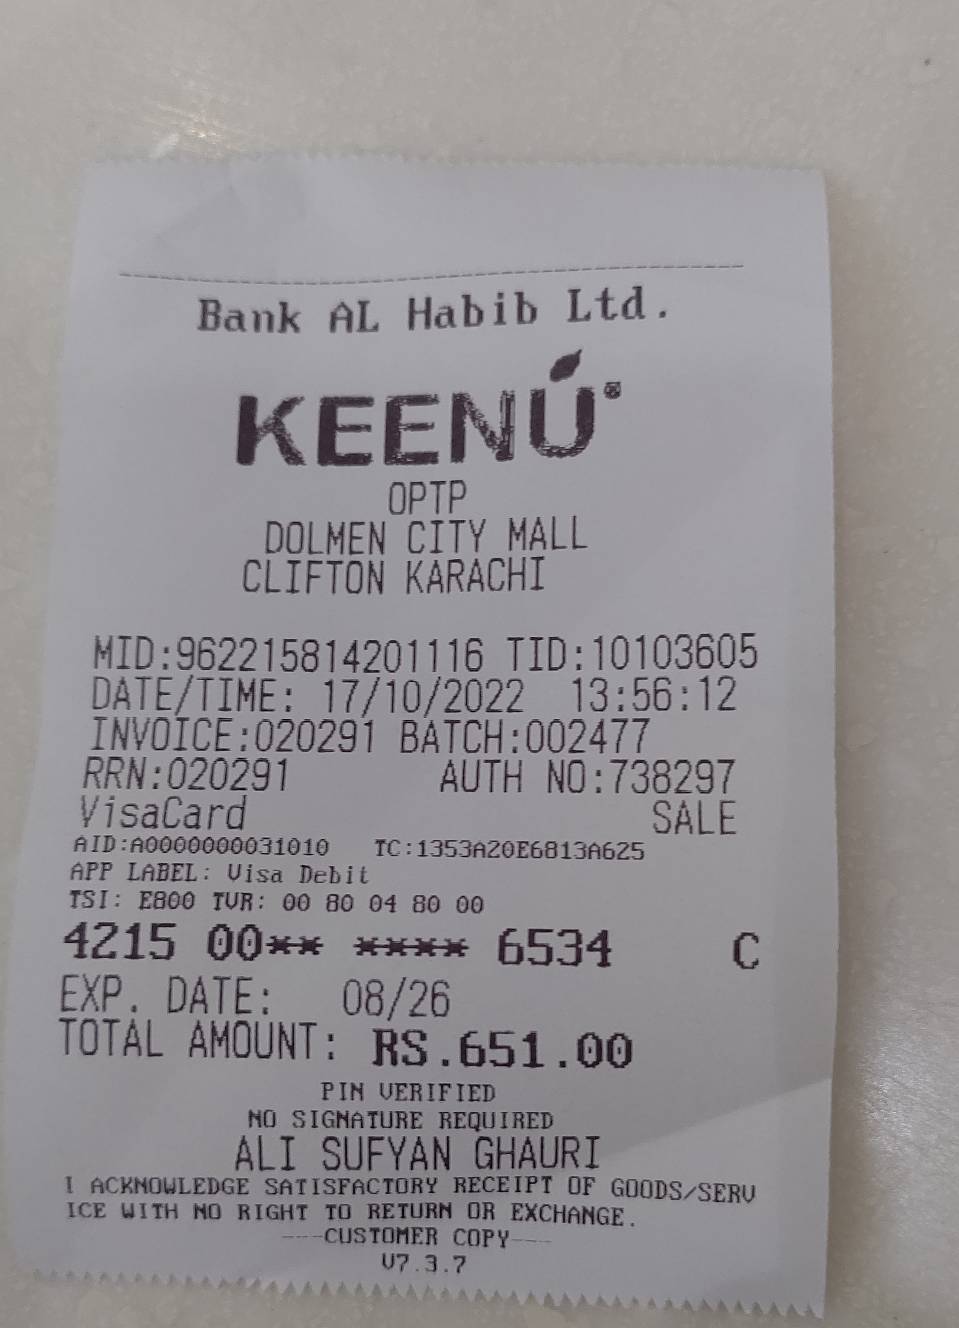 Bank AL Habib Ltd.
KEENÚ®
OPTP
DOLMEN CITY MALL
CLIFTON KARACHI
MID:962215814201116 TID:10103605
DATE/TIME: 17/10/2022 13:56:12
INVOICE:020291 BATCH:002477
RRN:020291 AUTH NO:738297
VisaCard SALE
AID:A0000000031010 TC:1353A20E6813A625
APP LABEL: Visa Debit
TSI: E800 TVR: 00 80 04 80 00
4215 00** **** 6534 C
EXP. DATE: 08/26
TOTAL AMOUNT: RS.651.00
PIN VERIFIED
NO SIGNATURE REQUIRED
ALI SUFYAN GHAURI
I ACKNOWLEDGE SATISFACTORY RECEIPT OF GOODS/SERV
ICE WITH NO RIGHT TO RETURN OR EXCHANGE.
---CUSTOMER COPY---
V7.3.7